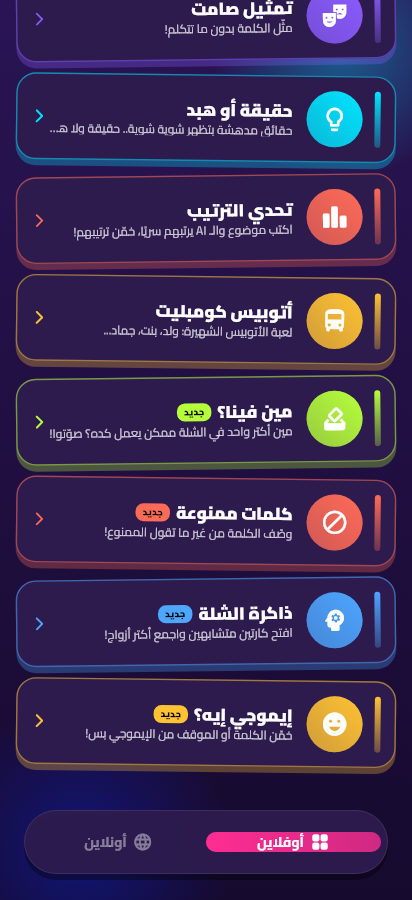 تمثيل صامت
مثّل الكلمة بدون ما تتكلم!
حقيقة أو هبد
حقائق مدهشة بتظهر شوية شوية.. حقيقة ولا هـ...
تحدي الترتيب
اكتب موضوع والـ AI يرتبهم سريًا، خمّن ترتيبهم!
أتوبيس كومبليت
لعبة الأتوبيس الشهيرة: ولد، بنت، جماد...
مين فينا؟ جديد
مين أكتر واحد في الشلة ممكن يعمل كده؟ صوّتوا!
كلمات ممنوعة جديد
وصّف الكلمة من غير ما تقول الممنوع!
ذاكرة الشلة جديد
افتح كارتين متشابهين واجمع أكتر أزواج!
إيموجي إيه؟ جديد
خمّن الكلمة أو الموقف من الإيموجي بس!
أوفلاين
أونلاين